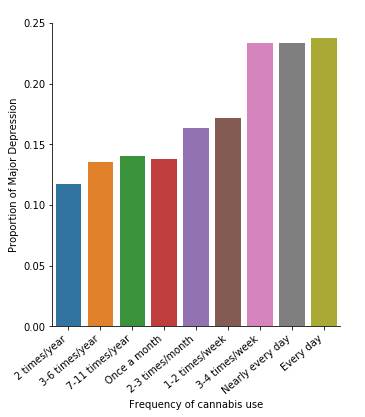 0.25
0.20
0.15
0.10
0.05
0.00
Proportion of Major Depression
2 times/year
3-6 times/year
7-11 times/year
Once a month
2-3 times/month
1-2 times/week
3-4 times/week
Nearly every day
Every day
Frequency of cannabis use